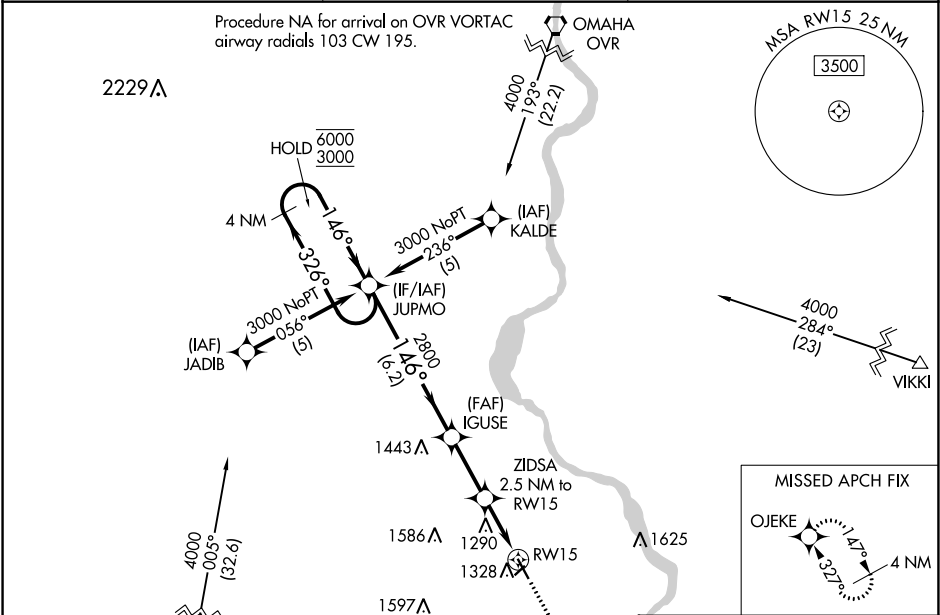 Procedure NA for arrival on OVR VORTAC
airway radials 103 CW 195.
OMAHA
OVR
MSA RW15 25 NM
3500
2229
4000
193°
(22.2)
HOLD
6000
3000
4 NM
146°
326°
3000 NoPT
236°
(5)
(IAF)
KALDE
(IF/IAF)
JUPMO
3000 NoPT
056°
(5)
(IAF)
JADIB
2800
146°
(6.2)
4000
284°
(23)
VIKKI
(FAF)
IGUSE
1443
ZIDSA
2.5 NM to
RW15
1586
1290
1328
RW15
1625
1597
4000
005°
(32.6)
MISSED APCH FIX
OJEKE
147°
327°
4 NM